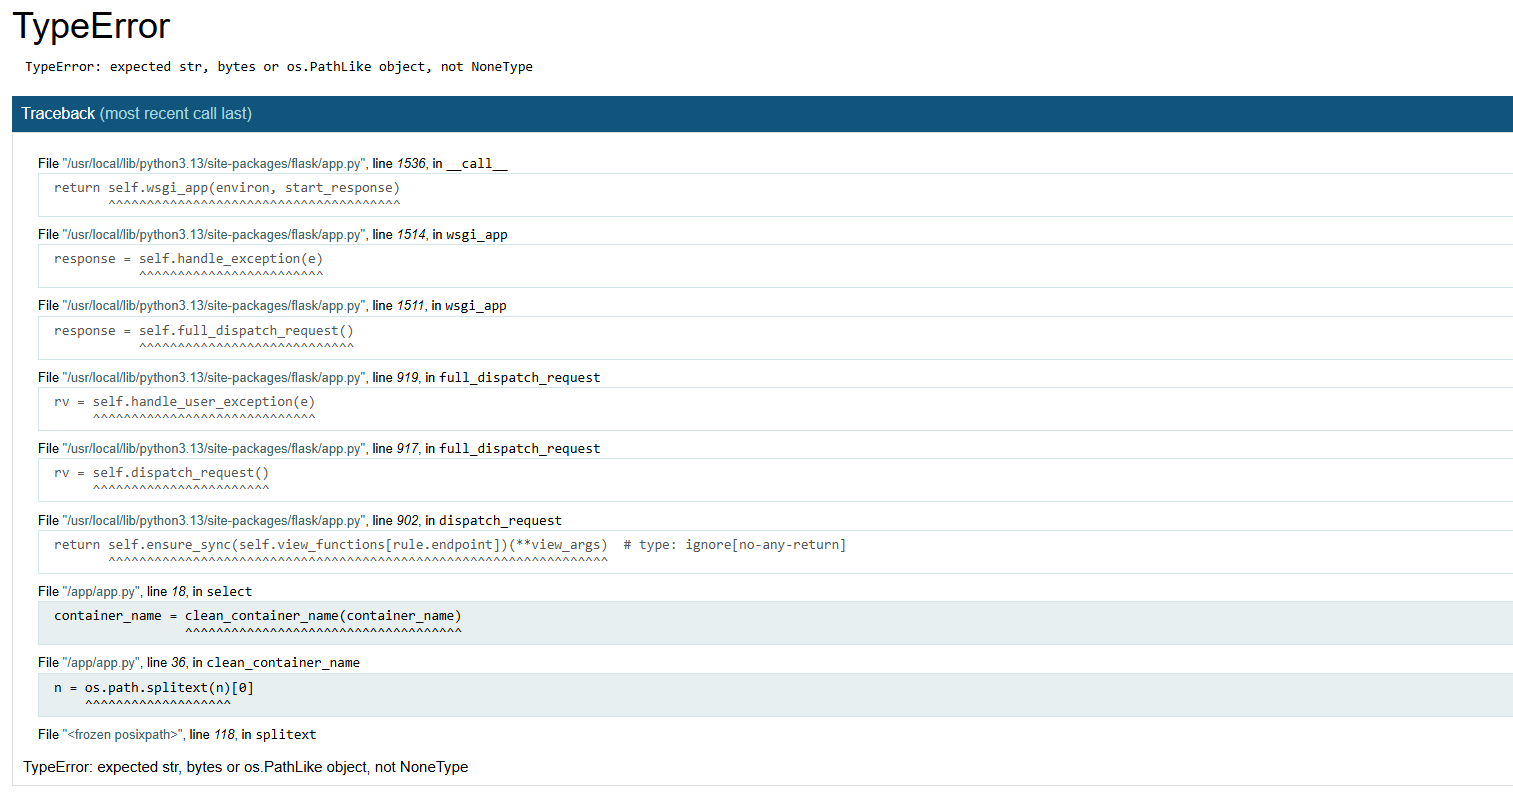 TypeError
TypeError: expected str, bytes or os.PathLike object, not NoneType
Traceback (most recent call last)
File "/usr/local/lib/python3.13/site-packages/flask/app.py", line 1536, in __call__
return self.wsgi_app(environ, start_response)
^^^^^^^^^^^^^^^^^^^^^^^^^^^^^^^^^^^^^^
File "/usr/local/lib/python3.13/site-packages/flask/app.py", line 1514, in wsgi_app
response = self.handle_exception(e)
^^^^^^^^^^^^^^^^^^^^^^^^
File "/usr/local/lib/python3.13/site-packages/flask/app.py", line 1511, in wsgi_app
response = self.full_dispatch_request()
^^^^^^^^^^^^^^^^^^^^^^^^^^^^
File "/usr/local/lib/python3.13/site-packages/flask/app.py", line 919, in full_dispatch_request
rv = self.handle_user_exception(e)
^^^^^^^^^^^^^^^^^^^^^^^^^^^^^
File "/usr/local/lib/python3.13/site-packages/flask/app.py", line 917, in full_dispatch_request
rv = self.dispatch_request()
^^^^^^^^^^^^^^^^^^^^^^^
File "/usr/local/lib/python3.13/site-packages/flask/app.py", line 902, in dispatch_request
return self.ensure_sync(self.view_functions[rule.endpoint])(**view_args)  # type: ignore[no-any-return]
^^^^^^^^^^^^^^^^^^^^^^^^^^^^^^^^^^^^^^^^^^^^^^^^^^^^^^^^^^^^^^^^^
File "/app/app.py", line 18, in select
container_name = clean_container_name(container_name)
^^^^^^^^^^^^^^^^^^^^^^^^^^^^^^^^^^^^
File "/app/app.py", line 36, in clean_container_name
n = os.path.splitext(n)[0]
^^^^^^^^^^^^^^^^^^^
File "<frozen posixpath>", line 118, in splitext
TypeError: expected str, bytes or os.PathLike object, not NoneType